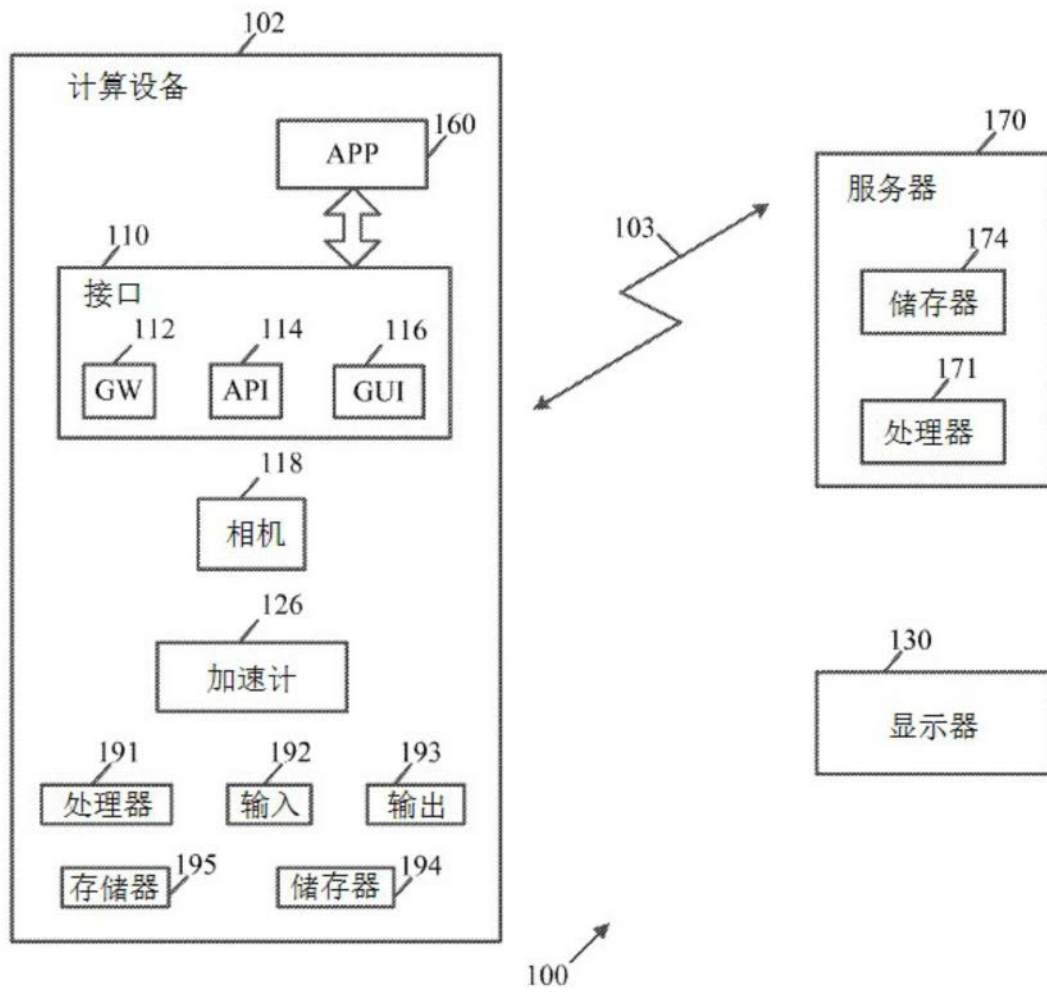 102
计算设备
160
APP
110
接口
112
114
116
GW
API
GUI
118
相机
126
加速计
191
192
193
处理器
输入
输出
195
194
存储器
储存器
103
170
服务器
174
储存器
171
处理器
130
显示器
100